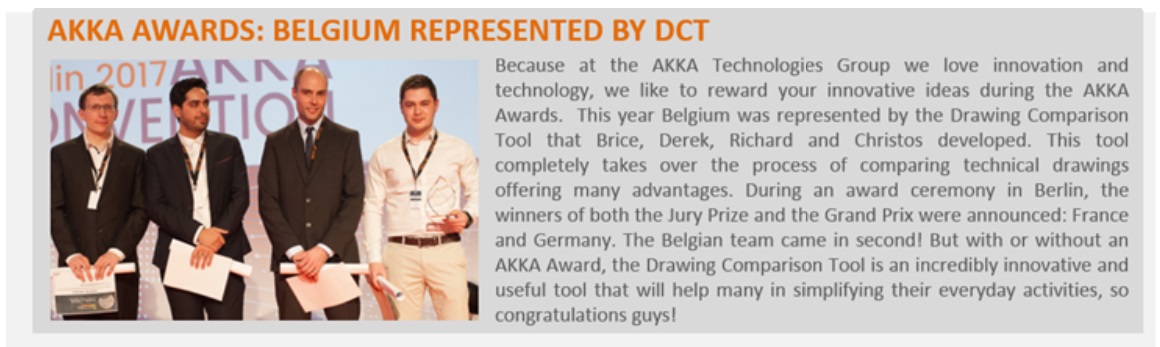 AKKA AWARDS: BELGIUM REPRESENTED BY DCT
lin 2017 AKKA
CONVENTION
Because at the AKKA Technologies Group we love innovation and
technology, we like to reward your innovative ideas during the AKKA
Awards. This year Belgium was represented by the Drawing Comparison
Tool that Brice, Derek, Richard and Christos developed. This tool
completely takes over the process of comparing technical drawings
offering many advantages. During an award ceremony in Berlin, the
winners of both the Jury Prize and the Grand Prix were announced: France
and Germany. The Belgian team came in second! But with or without an
AKKA Award, the Drawing Comparison Tool is an incredibly innovative and
useful tool that will help many in simplifying their everyday activities, so
congratulations guys!